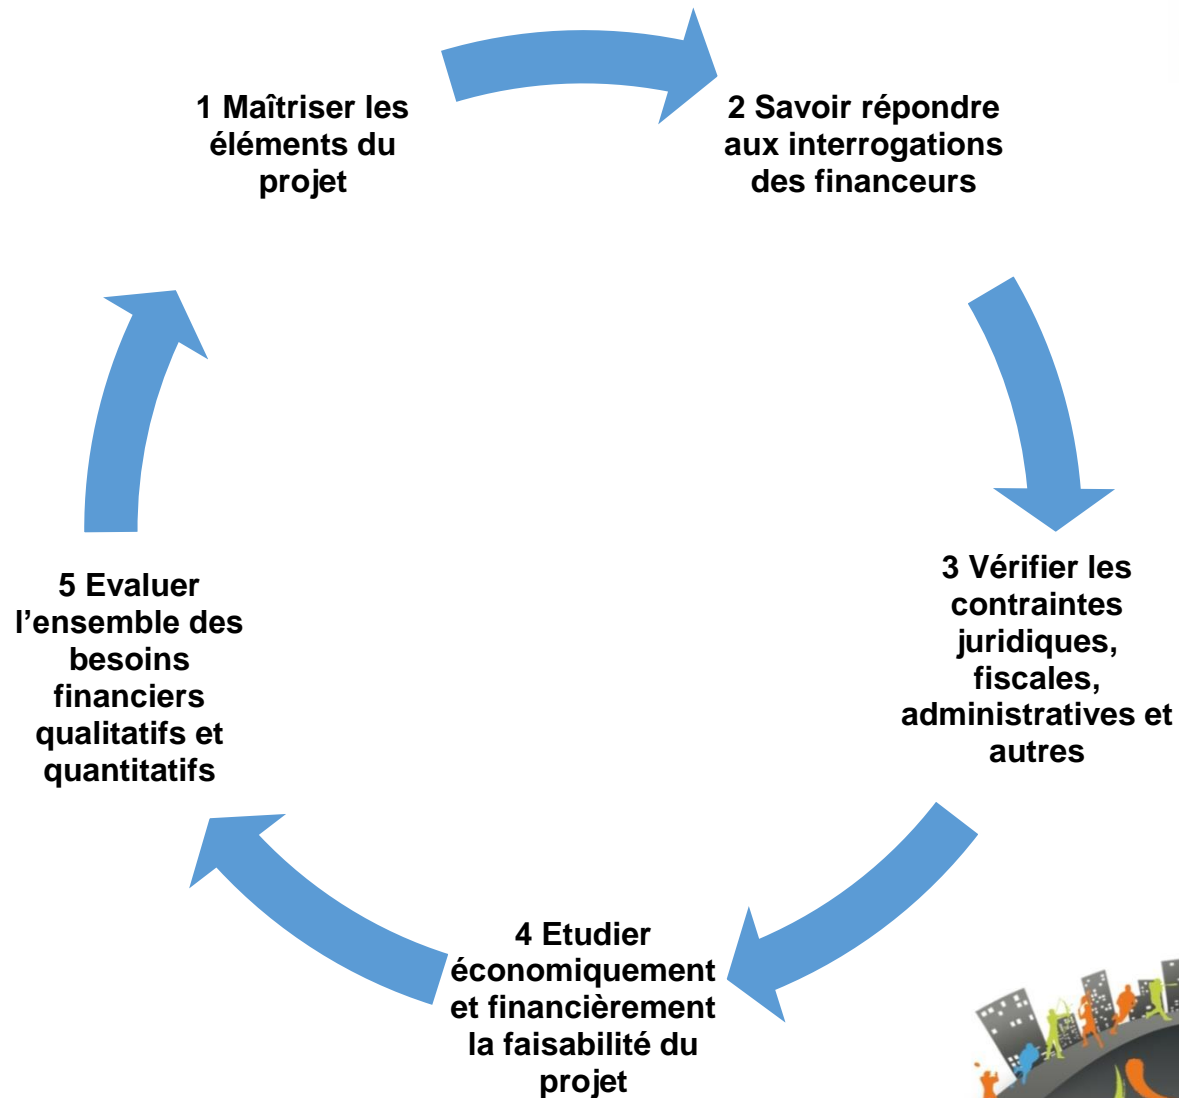 1 Maîtriser les
éléments du
projet
2 Savoir répondre
aux interrogations
des financeurs
3 Vérifier les
contraintes
juridiques,
fiscales,
administratives et
autres
4 Etudier
économiquement
et financièrement
la faisabilité du
projet
5 Evaluer
l’ensemble des
besoins
financiers
qualitatifs et
quantitatifs